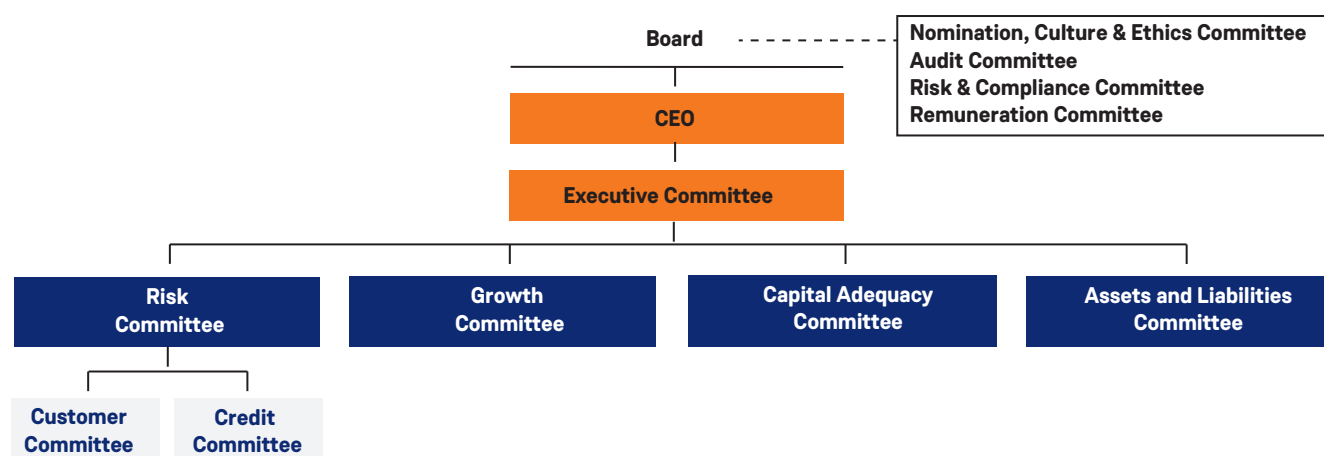 Board
Nomination, Culture & Ethics Committee
Audit Committee
Risk & Compliance Committee
Remuneration Committee
CEO
Executive Committee
Risk
Committee
Growth
Committee
Capital Adequacy
Committee
Assets and Liabilities
Committee
Customer
Committee
Credit
Committee